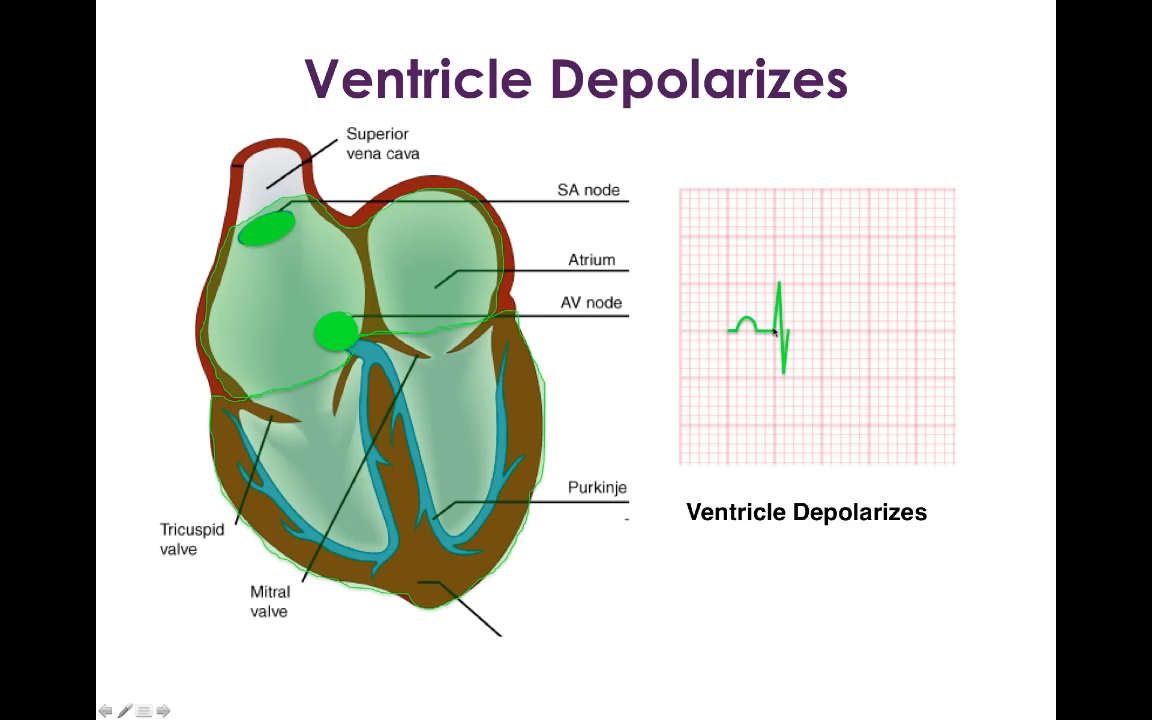 Ventricle Depolarizes
Superior
vena cava
SA node
Atrium
AV node
Purkinje
Tricuspid
valve
Mitral
valve
Ventricle Depolarizes